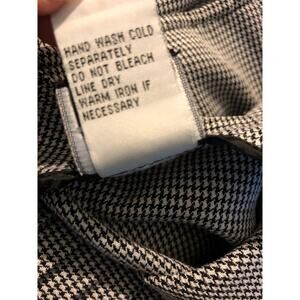 HAND WASH COLD
SEPARATELY
DO NOT BLEACH
LINE DRY
WARM IRON IF
NECESSARY